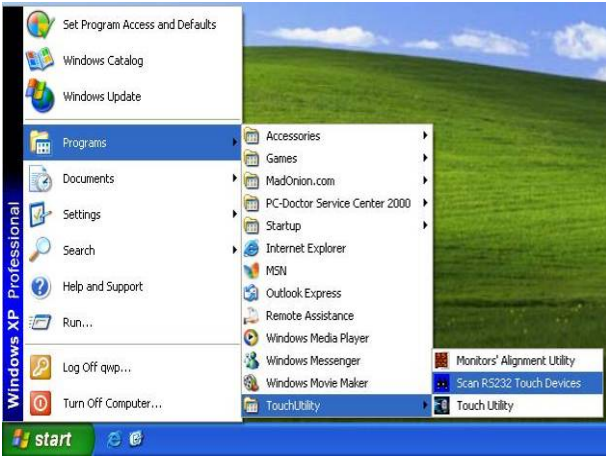 Set Program Access and Defaults
Windows Catalog
Windows Update
Programs
Documents
Settings
Search
Help and Support
Run...
Log Off qwp...
Turn Off Computer...
Windows XP Professional
Accessories
Games
MadOnion.com
PC-Doctor Service Center 2000
Startup
Internet Explorer
MSN
Outlook Express
Remote Assistance
Windows Media Player
Windows Messenger
Windows Movie Maker
TouchUtility
Monitors' Alignment Utility
Scan RS232 Touch Devices
Touch Utility
start